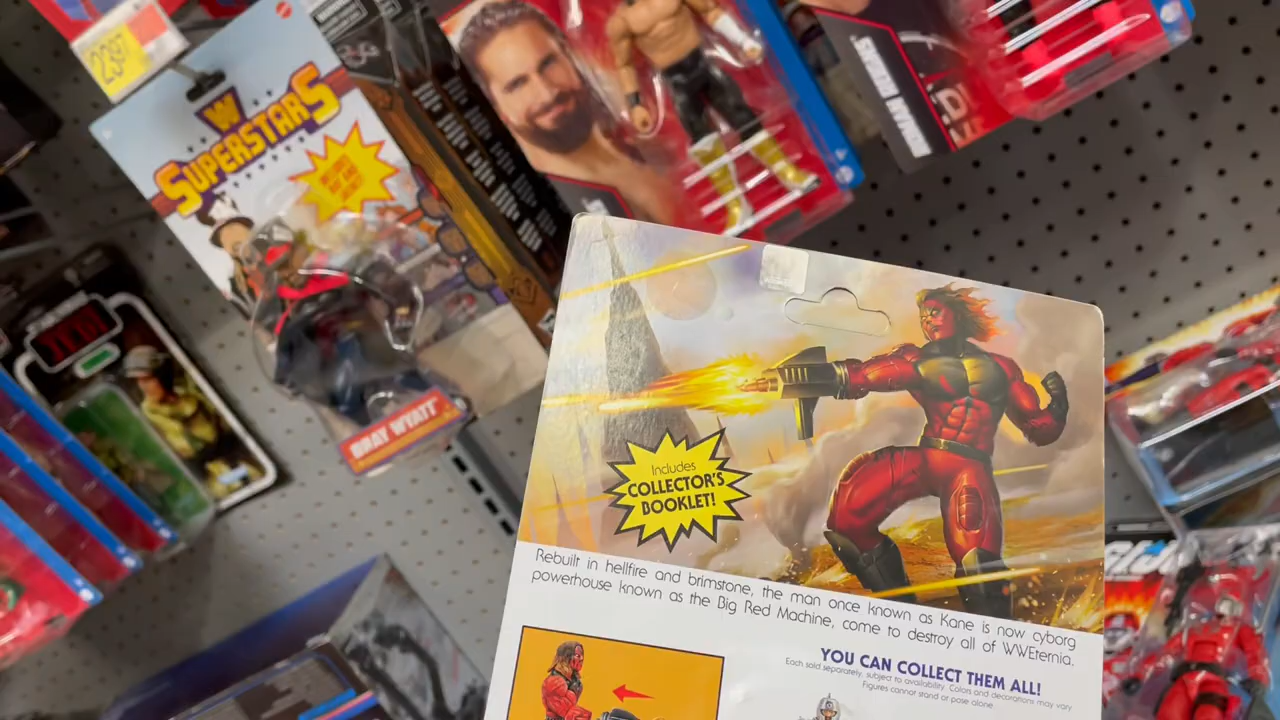 2397
W
SUPERSTARS
BRAY WYATT
Includes
COLLECTOR'S
BOOKLET!
Rebuilt in hellfire and brimstone, the man once known as Kane is now cyborg
powerhouse known as the Big Red Machine, come to destroy all of WWEternia.
YOU CAN COLLECT THEM ALL!
Each sold separately, subject to availability. Colors and decorations may vary
Figures cannot stand or pose alone.